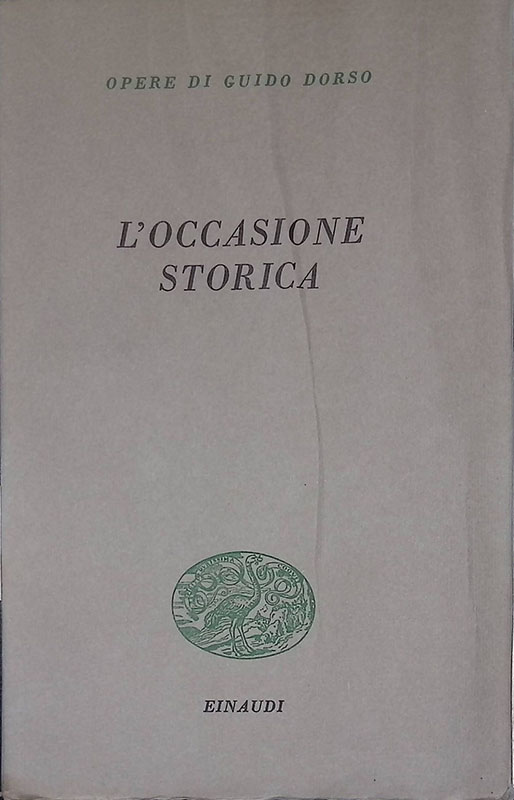 OPERE DI GUIDO DORSO
L'OCCASIONE
STORICA
EINAUDI